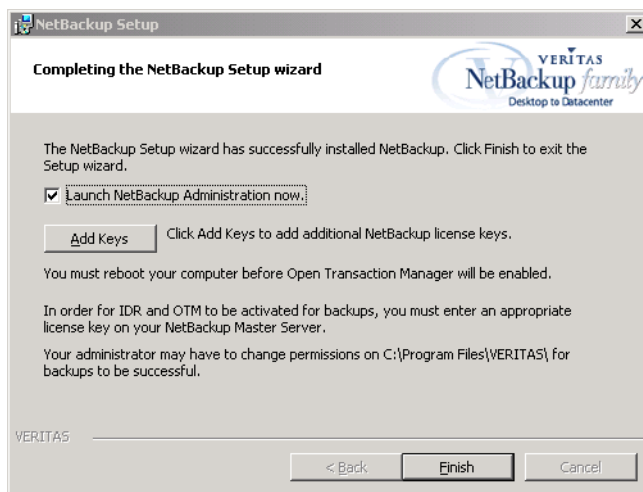 NetBackup Setup
Completing the NetBackup Setup wizard
VERITAS
NetBackup family
Desktop to Datacenter
The NetBackup Setup wizard has successfully installed NetBackup. Click Finish to exit the
Setup wizard.
Launch NetBackup Administration now.
Add Keys
Click Add Keys to add additional NetBackup license keys.
You must reboot your computer before Open Transaction Manager will be enabled.
In order for IDR and OTM to be activated for backups, you must enter an appropriate
license key on your NetBackup Master Server.
Your administrator may have to change permissions on C:\Program Files\VERITAS\ for
backups to be successful.
VERITAS
< Back
Finish
Cancel